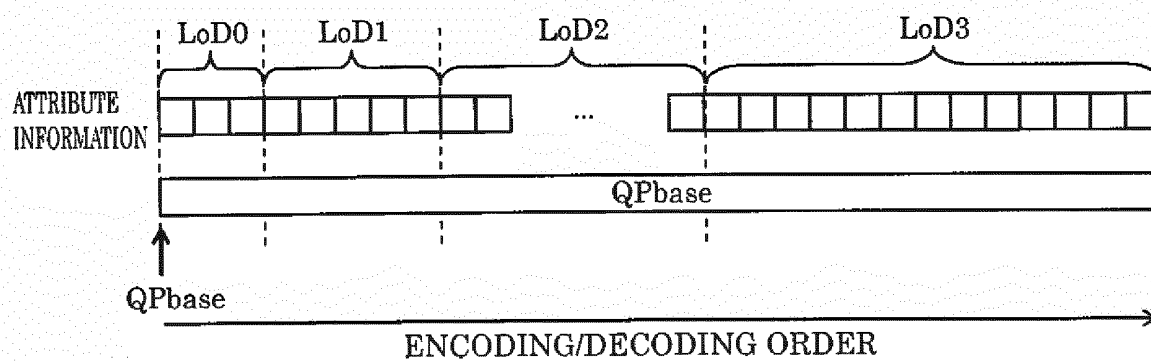 LoD0 LoD1 LoD2 LoD3
ATTRIBUTE
INFORMATION
...
QPbase
QPbase
ENCODING/DECODING ORDER